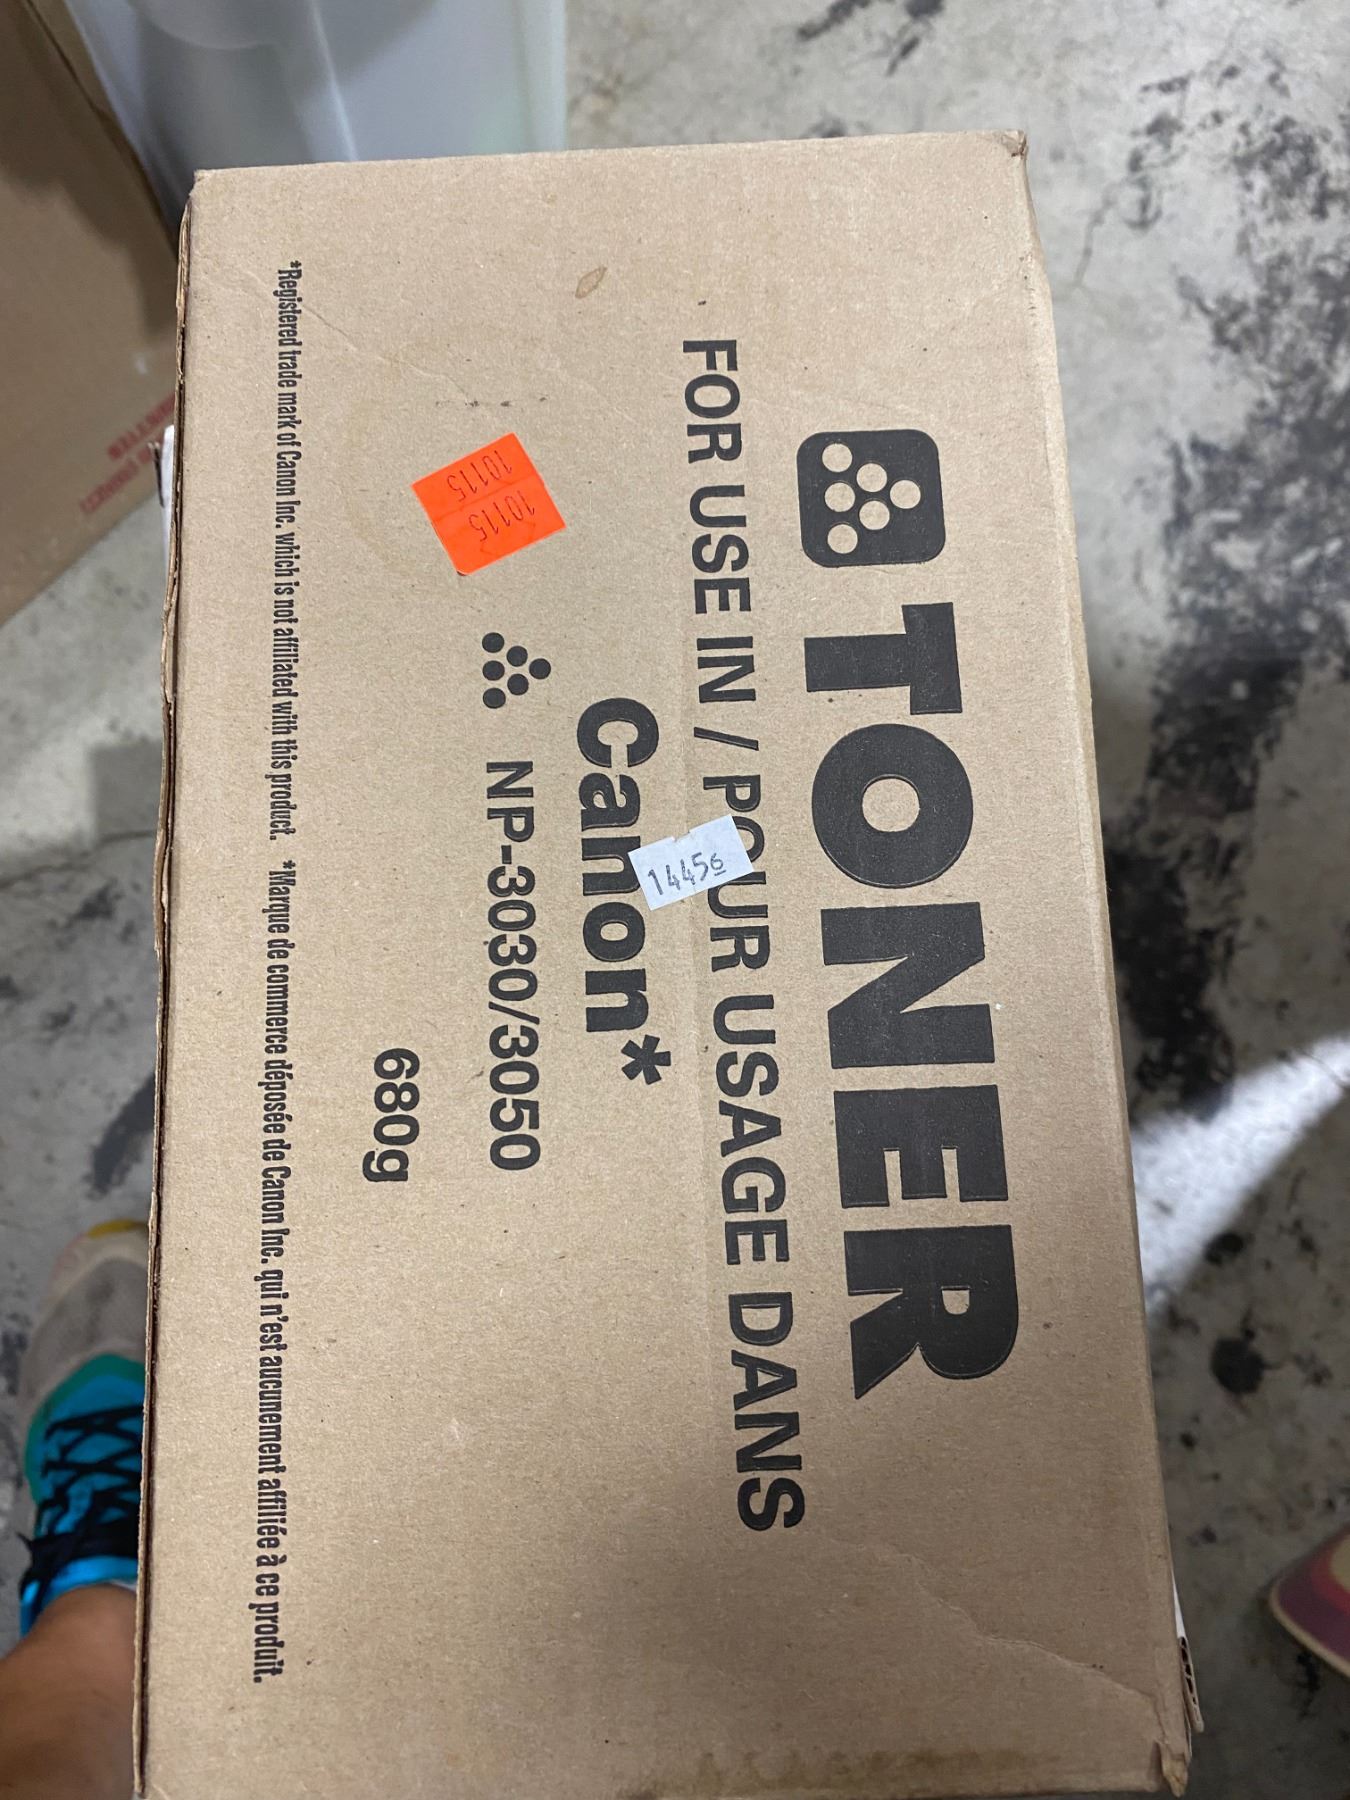 TONER
FOR USE IN / POUR USAGE DANS
Canon*
NP-3030/3050
680g
*Registered trade mark of Canon Inc. which is not affiliated with this product. *Marque de commerce déposée de Canon Inc. qui n'est aucunement affiliée à ce produit.
14456
10115
10115